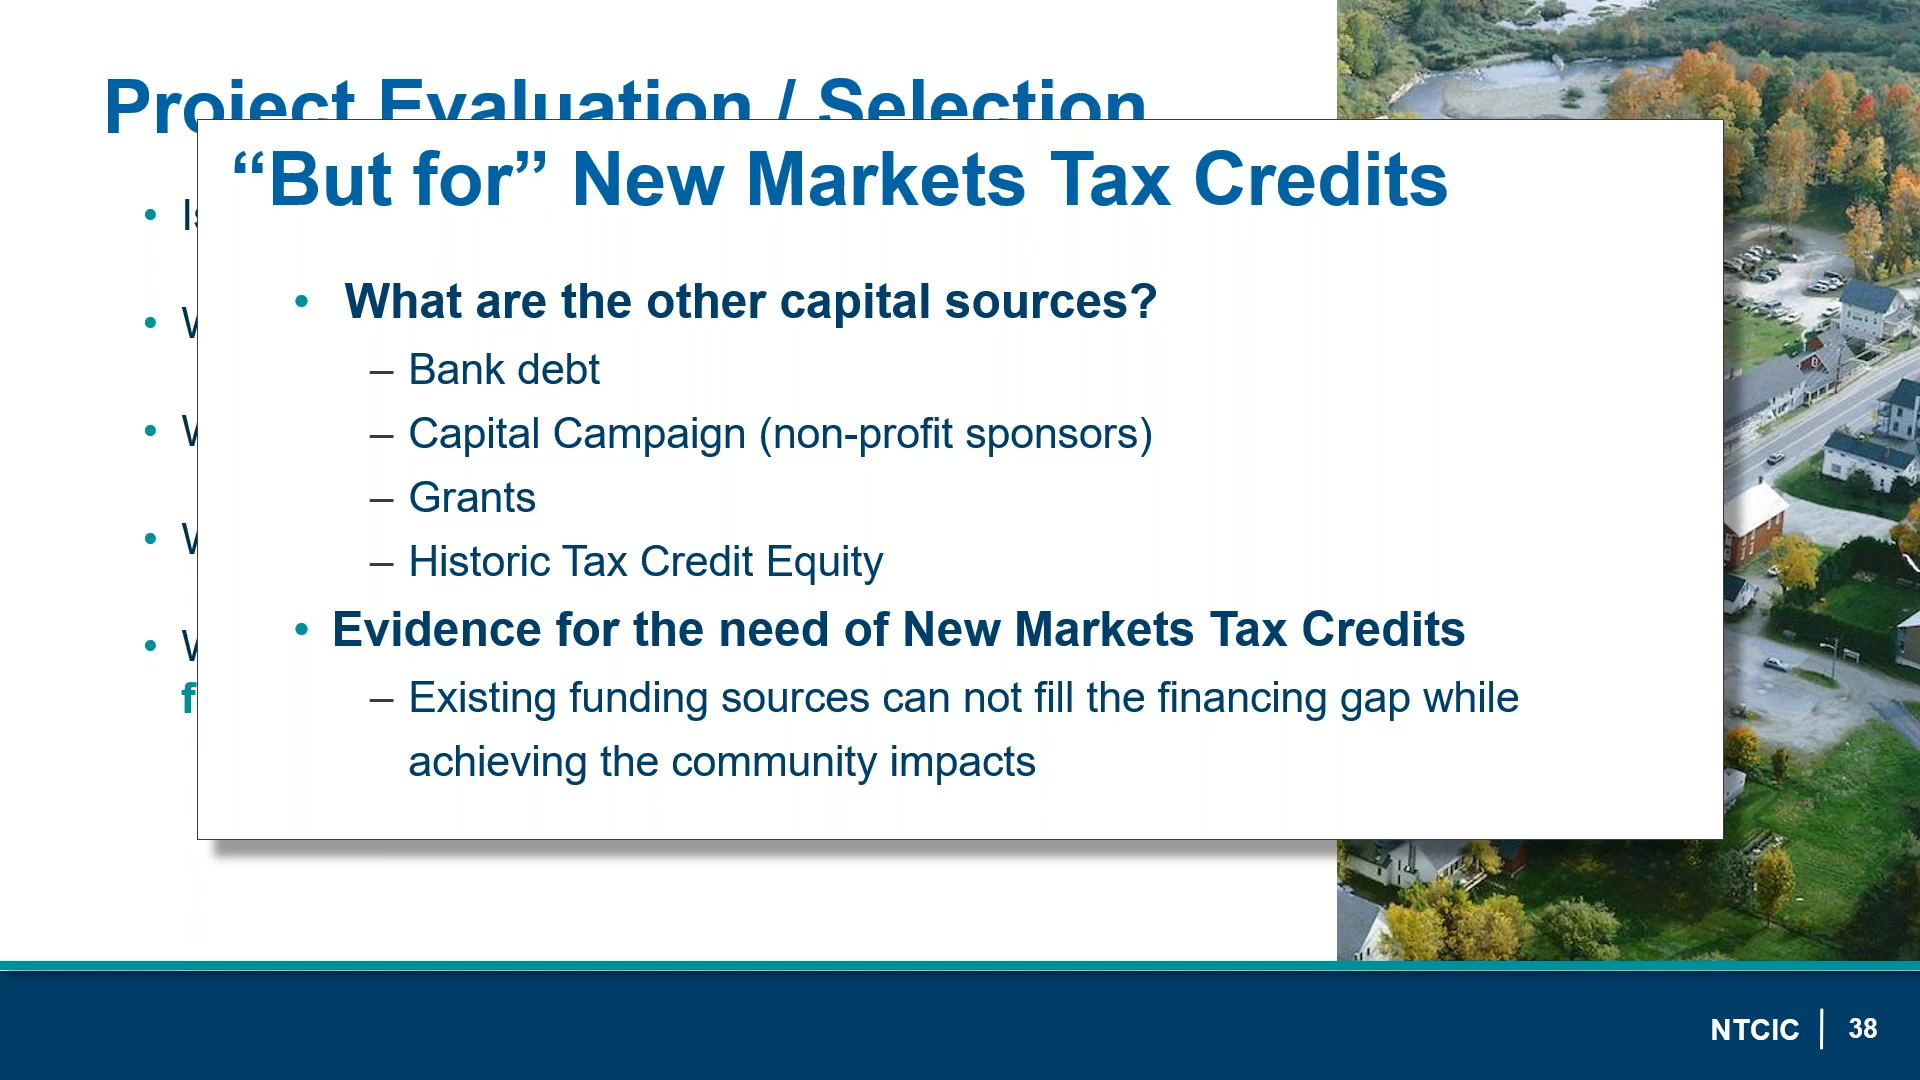 Project Evaluation / Selection
“But for” New Markets Tax Credits
• What are the other capital sources?
– Bank debt
– Capital Campaign (non-profit sponsors)
– Grants
– Historic Tax Credit Equity
• Evidence for the need of New Markets Tax Credits
– Existing funding sources can not fill the financing gap while
achieving the community impacts
NTCIC
38